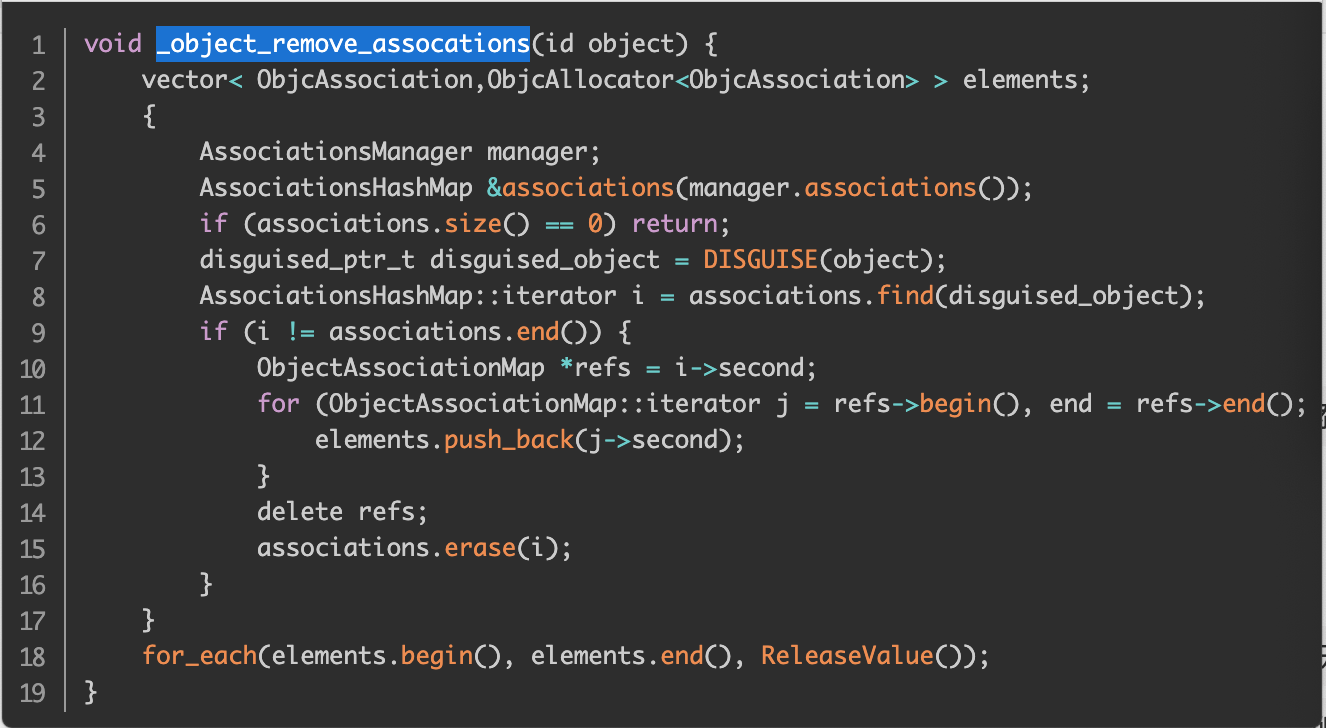 1 void _object_remove_assocations(id object) {
2     vector< ObjcAssociation,ObjcAllocator<ObjcAssociation> > elements;
3     {
4         AssociationsManager manager;
5         AssociationsHashMap &associations(manager.associations());
6         if (associations.size() == 0) return;
7         disguised_ptr_t disguised_object = DISGUISE(object);
8         AssociationsHashMap::iterator i = associations.find(disguised_object);
9         if (i != associations.end()) {
10             ObjectAssociationMap *refs = i->second;
11             for (ObjectAssociationMap::iterator j = refs->begin(), end = refs->end();
12                 elements.push_back(j->second);
13             }
14             delete refs;
15             associations.erase(i);
16         }
17     }
18     for_each(elements.begin(), elements.end(), ReleaseValue());
19 }